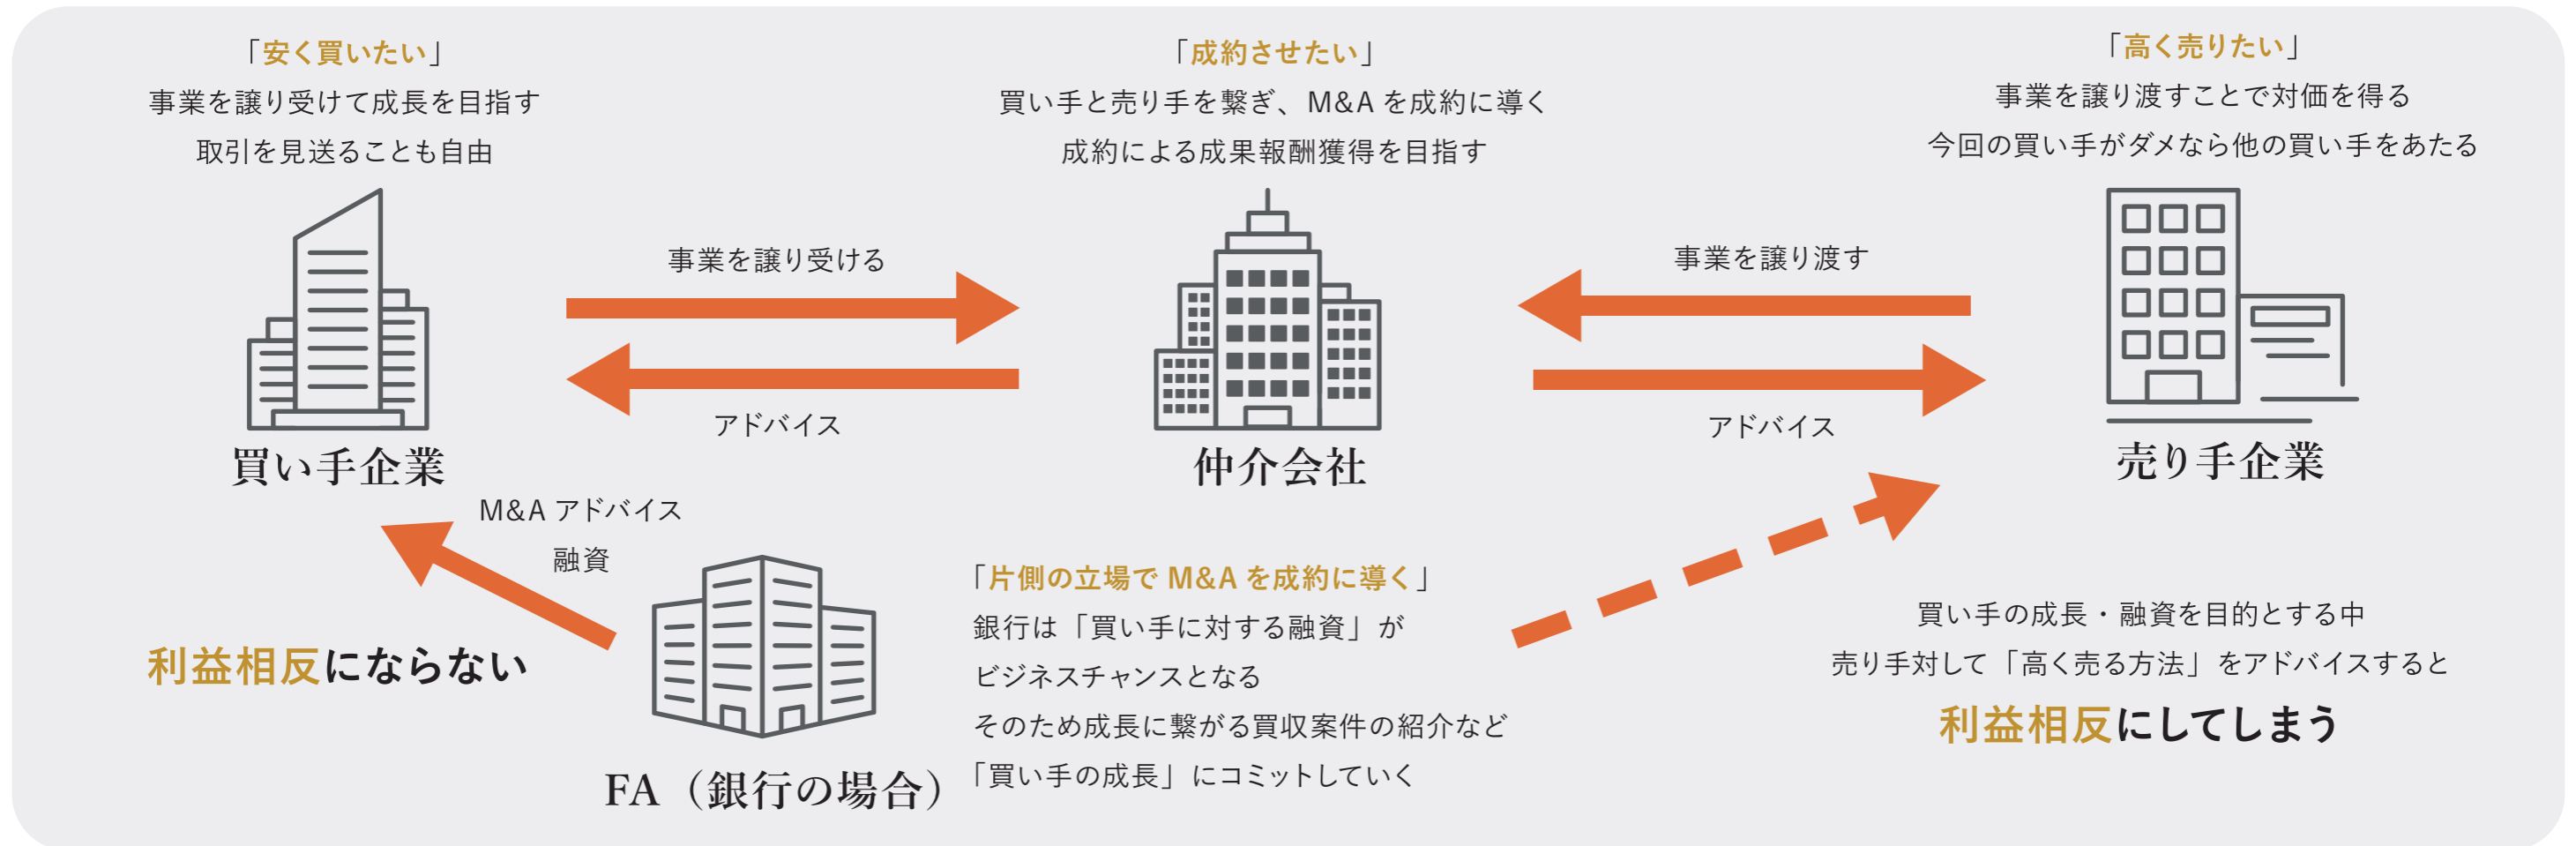 「安く買いたい」
事業を譲り受けて成長を目指す
取引を見送ることも自由
買い手企業
「成約させたい」
買い手と売り手を繋ぎ、M&A を成約に導く
成約による成果報酬獲得を目指す
仲介会社
「高く売りたい」
事業を譲り渡すことで対価を得る
今回の買い手がダメなら他の買い手をあたる
売り手企業
事業を譲り受ける
アドバイス
事業を譲り渡す
アドバイス
M&A アドバイス
融資
利益相反にならない
FA（銀行の場合）
「片側の立場で M&A を成約に導く」
銀行は「買い手に対する融資」が
ビジネスチャンスとなる
そのため成長に繋がる買収案件の紹介など
「買い手の成長」にコミットしていく
買い手の成長・融資を目的とする中
売り手対して「高く売る方法」をアドバイスすると
利益相反にしてしまう